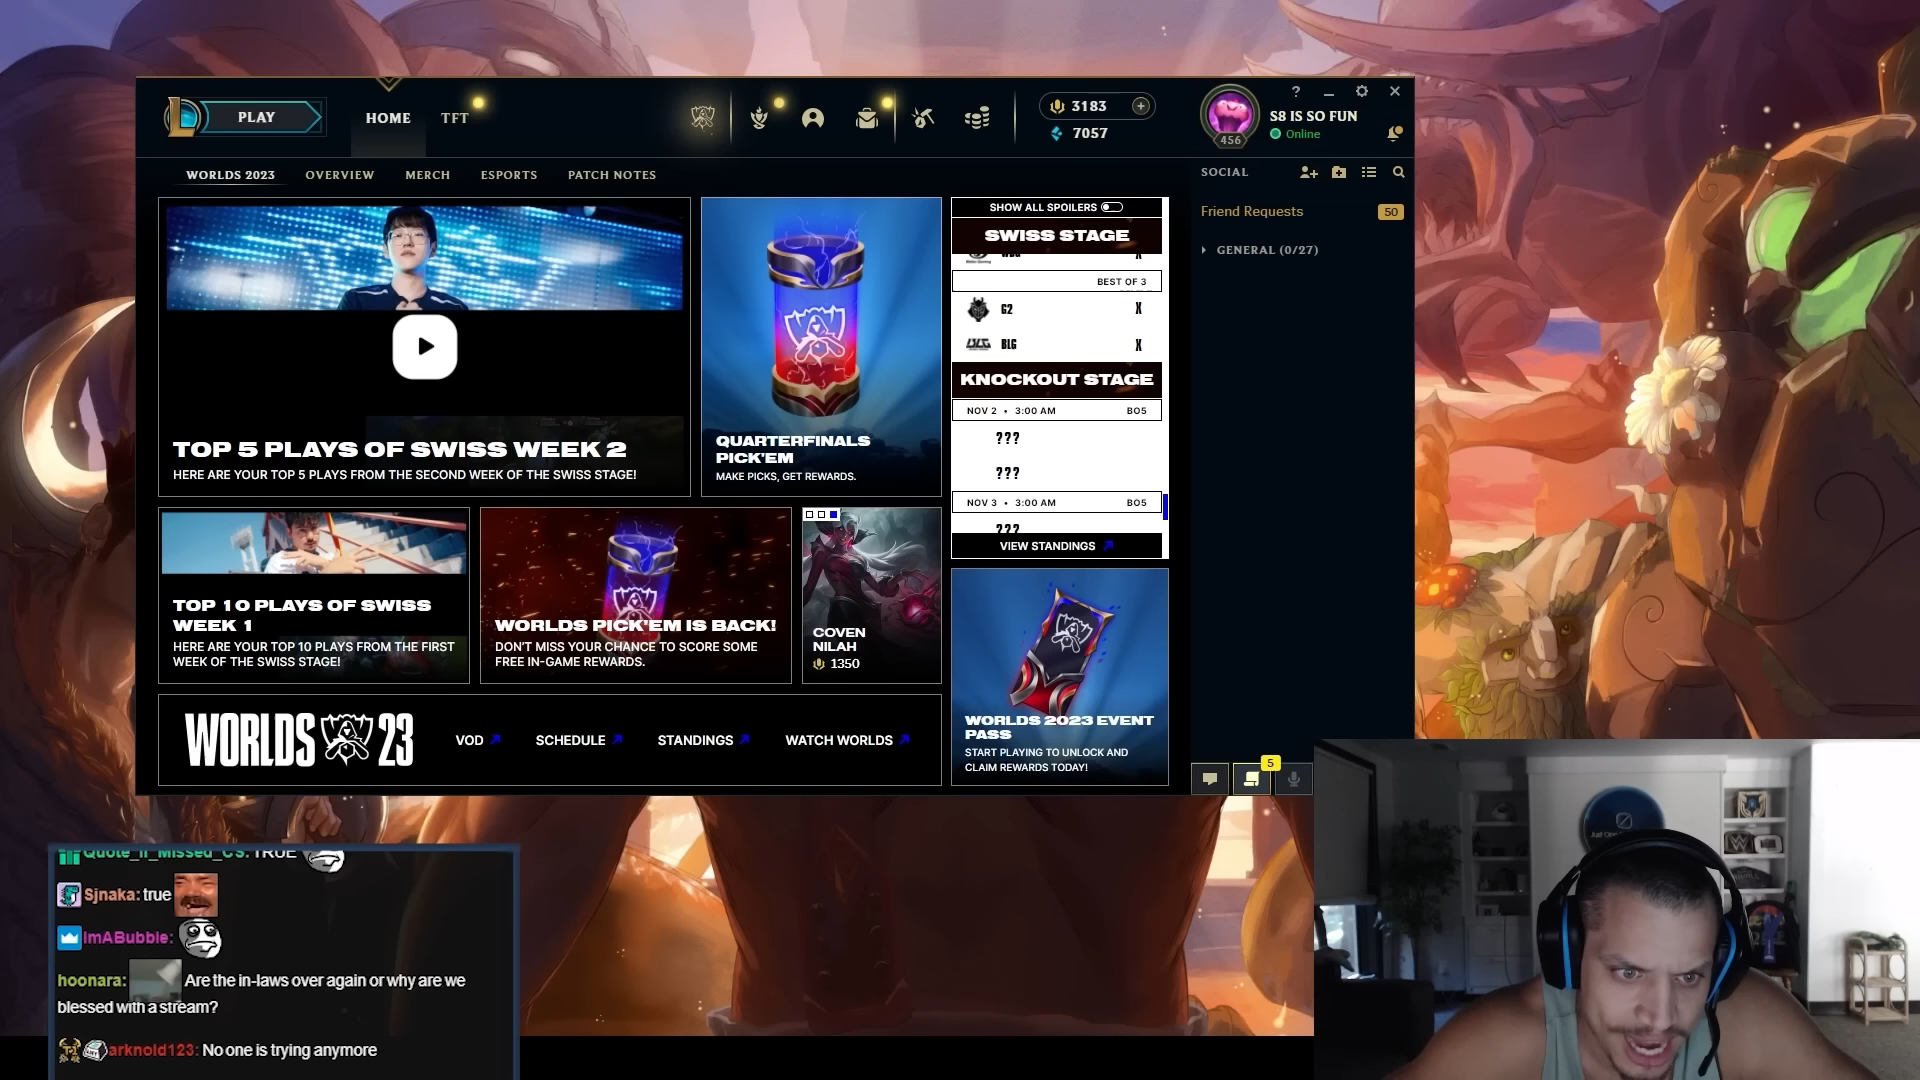 PLAY
HOME
TFT
3183
7057
456
?
S8 IS SO FUN
Online
WORLDS 2023
OVERVIEW
MERCH
ESPORTS
PATCH NOTES
SOCIAL
Friend Requests
50
GENERAL (0/27)
TOP 5 PLAYS OF SWISS WEEK 2
HERE ARE YOUR TOP 5 PLAYS FROM THE SECOND WEEK OF THE SWISS STAGE!
QUARTERFINALS
PICK'EM
MAKE PICKS, GET REWARDS.
SHOW ALL SPOILERS
SWISS STAGE
BEST OF 3
G2 X
BLG X
KNOCKOUT STAGE
NOV 2 • 3:00 AM BO5
???
???
NOV 3 • 3:00 AM BO5
???
VIEW STANDINGS
TOP 10 PLAYS OF SWISS
WEEK 1
HERE ARE YOUR TOP 10 PLAYS FROM THE FIRST
WEEK OF THE SWISS STAGE!
WORLDS PICK'EM IS BACK!
DON'T MISS YOUR CHANCE TO SCORE SOME
FREE IN-GAME REWARDS.
COVEN
NILAH
1350
WORLDS 2023 EVENT
PASS
START PLAYING TO UNLOCK AND
CLAIM REWARDS TODAY!
WORLDS 23
VOD
SCHEDULE
STANDINGS
WATCH WORLDS
5
Quote_If_Missed_CS: TRUE
Sjnaka: true
ImABubble:
hoonara: Are the in-laws over again or why are we
blessed with a stream?
arknold123: No one is trying anymore